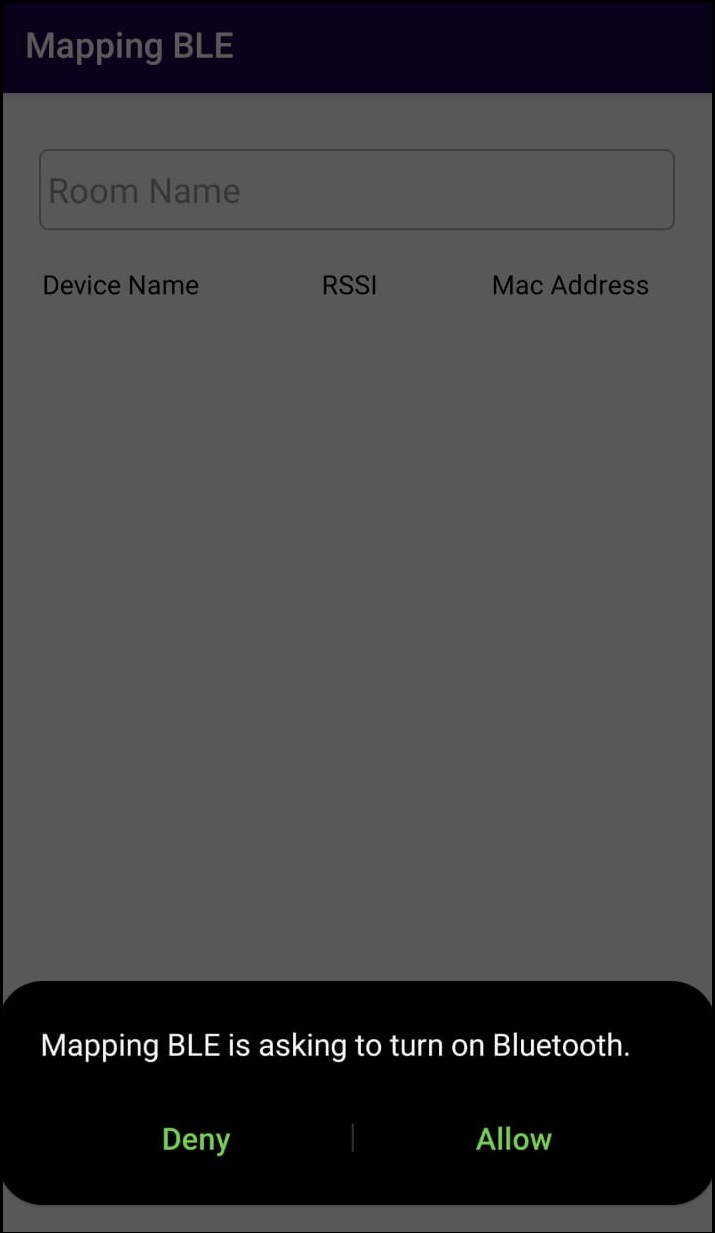 Mapping BLE
Room Name
Device Name RSSI Mac Address
Mapping BLE is asking to turn on Bluetooth.
Deny | Allow